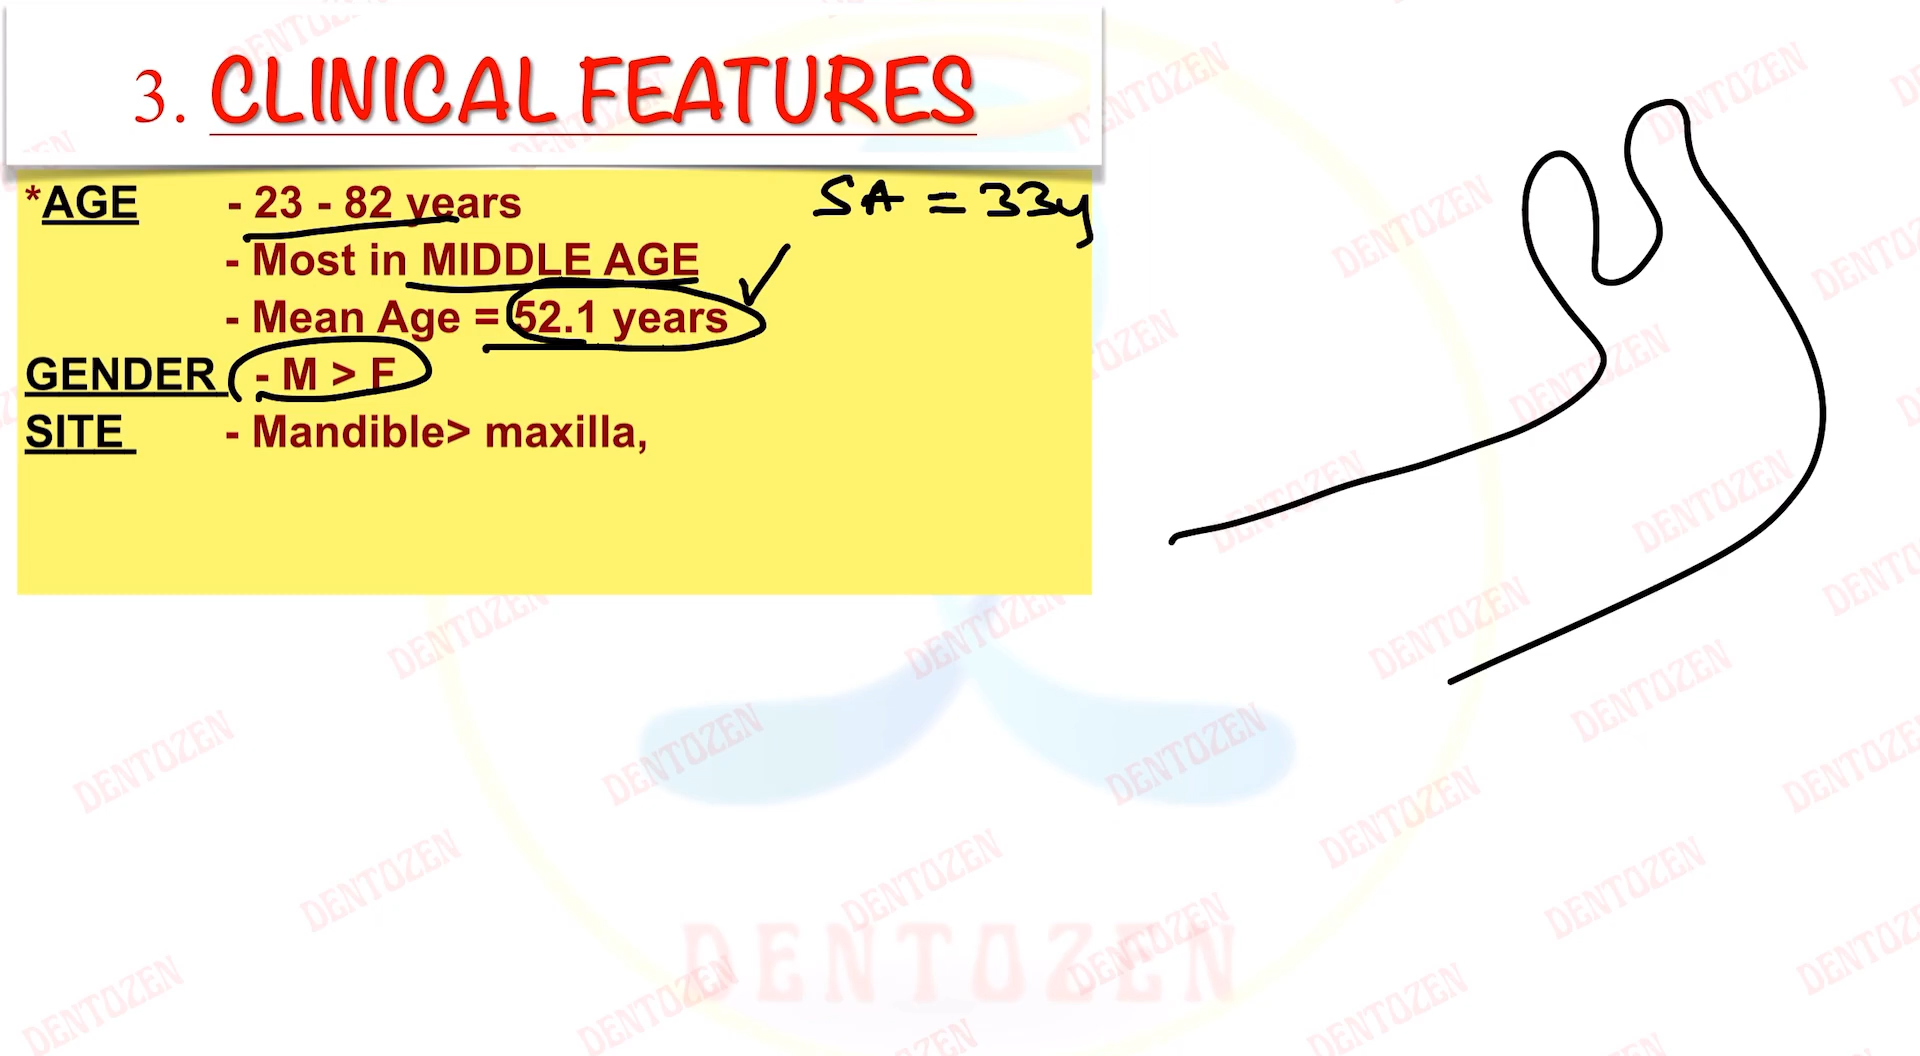 3. CLINICAL FEATURES
*AGE - 23 - 82 years SA = 33y
- Most in MIDDLE AGE
- Mean Age = 52.1 years
GENDER - M > F
SITE - Mandible> maxilla,
DENTOZEN